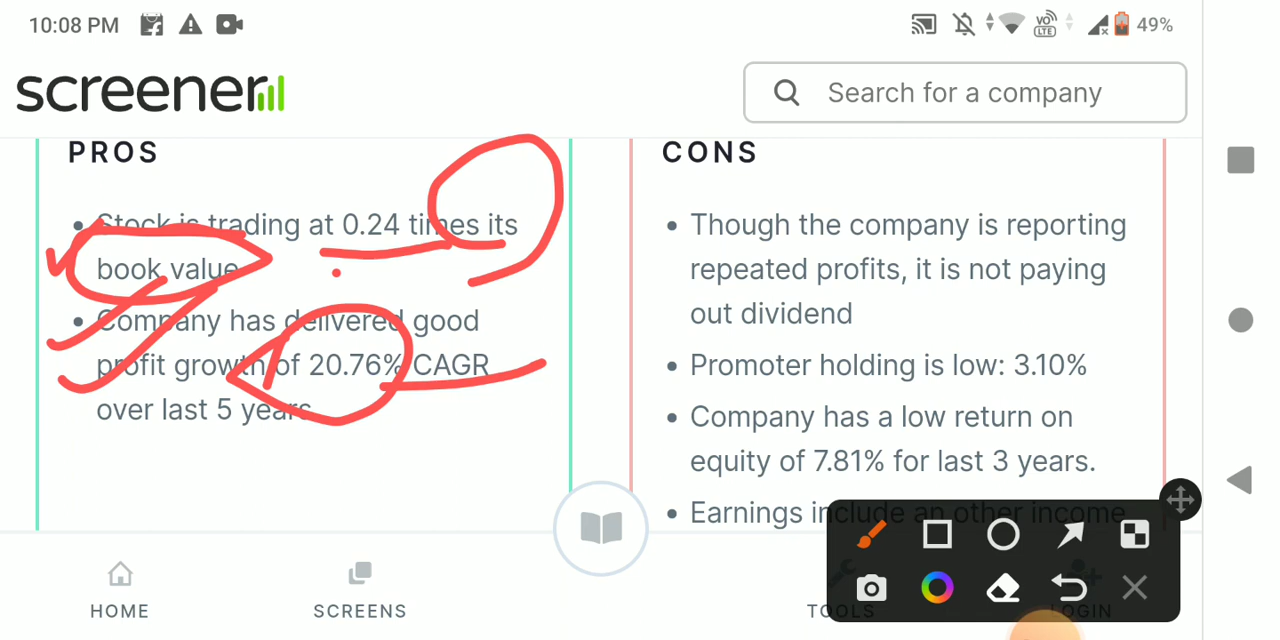 10:08 PM
VO
LTE
49%
screener
Search for a company
PROS
Stock is trading at 0.24 times its
book value
Company has delivered good
profit growth of 20.76% CAGR
over last 5 years
CONS
Though the company is reporting
repeated profits, it is not paying
out dividend
Promoter holding is low: 3.10%
Company has a low return on
equity of 7.81% for last 3 years.
Earnings include an other income
HOME
SCREENS
TOOLS
LOGIN